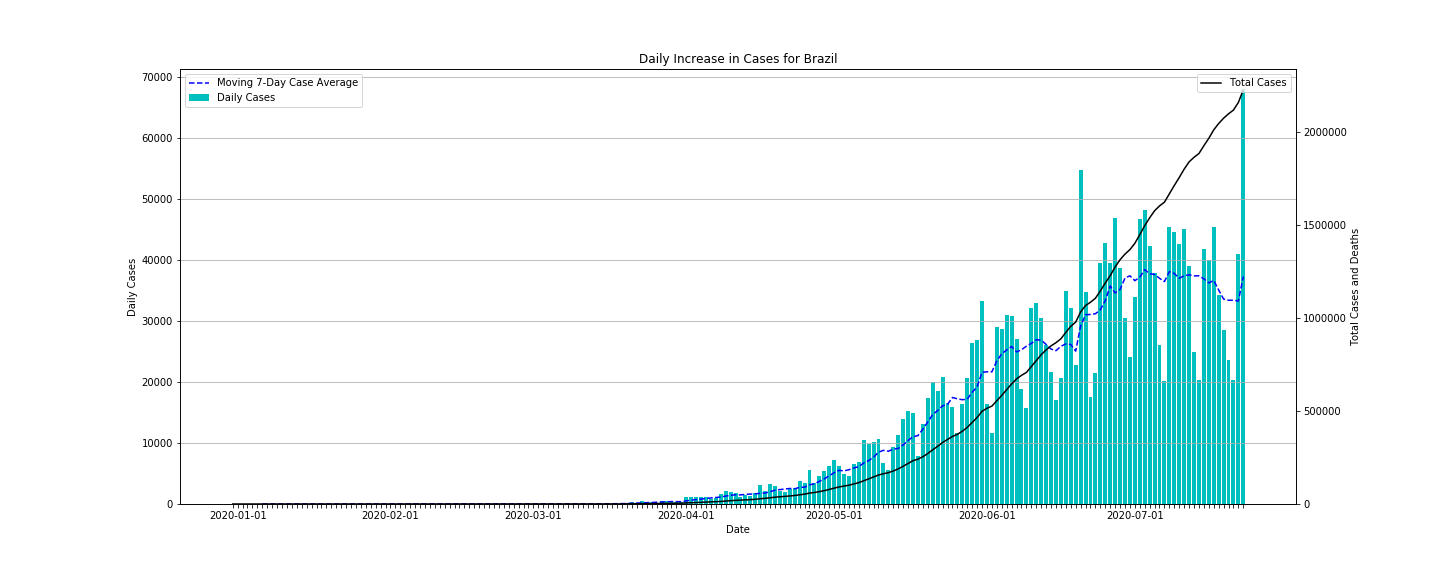 Daily Increase in Cases for Brazil
Moving 7-Day Case Average
Daily Cases
Total Cases
70000
60000
50000
40000
30000
20000
10000
0
Daily Cases
2000000
1500000
1000000
500000
0
Total Cases and Deaths
2020-01-01 2020-02-01 2020-03-01 2020-04-01 2020-05-01 2020-06-01 2020-07-01
Date